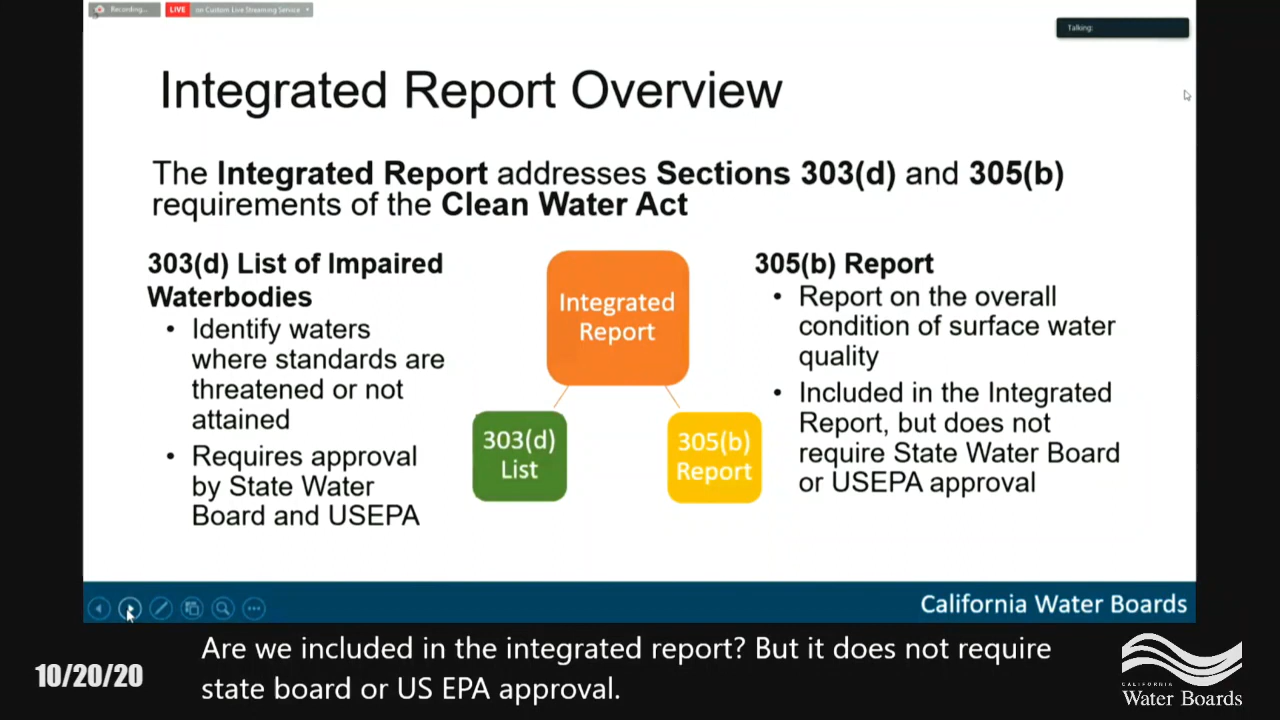 Recording...
LIVE on Custom Live Streaming Service
Talking:
Integrated Report Overview
The Integrated Report addresses Sections 303(d) and 305(b)
requirements of the Clean Water Act
303(d) List of Impaired
Waterbodies
• Identify waters
where standards are
threatened or not
attained
• Requires approval
by State Water
Board and USEPA
Integrated
Report
303(d)
List
305(b)
Report
305(b) Report
• Report on the overall
condition of surface water
quality
• Included in the Integrated
Report, but does not
require State Water Board
or USEPA approval
California Water Boards
10/20/20
Are we included in the integrated report? But it does not require
state board or US EPA approval.
CALIFORNIA
Water Boards